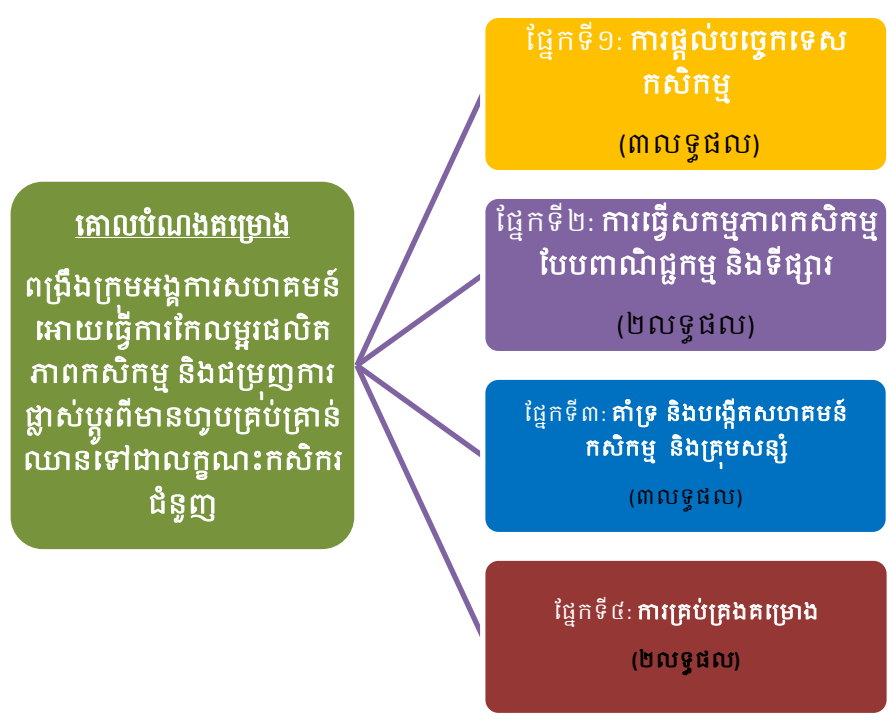 គោលបំណងគម្រោង
ពង្រឹងក្រុមអង្គការសហគមន៍
អោយធ្វើការកែលម្អរផលិត
ភាពកសិកម្ម និងជម្រុញការ
ផ្លាស់ប្តូរពីមានហូបគ្រប់គ្រាន់
ឈានទៅជាលក្ខណះកសិករ
ជំនួញ
ផ្នែកទី១: ការផ្តល់បច្ចេកទេស
កសិកម្ម
(៣លទ្ធផល)
ផ្នែកទី២: ការធ្វើសកម្មភាពកសិកម្ម
បែបពាណិជ្ជកម្ម និងទីផ្សារ
(២លទ្ធផល)
ផ្នែកទី៣: គាំទ្រ និងបង្កើតសហគមន៍
កសិកម្ម និងគ្រុមសន្សំ
(៣លទ្ធផល)
ផ្នែកទី៤: ការគ្រប់គ្រងគម្រោង
(២លទ្ធផល)